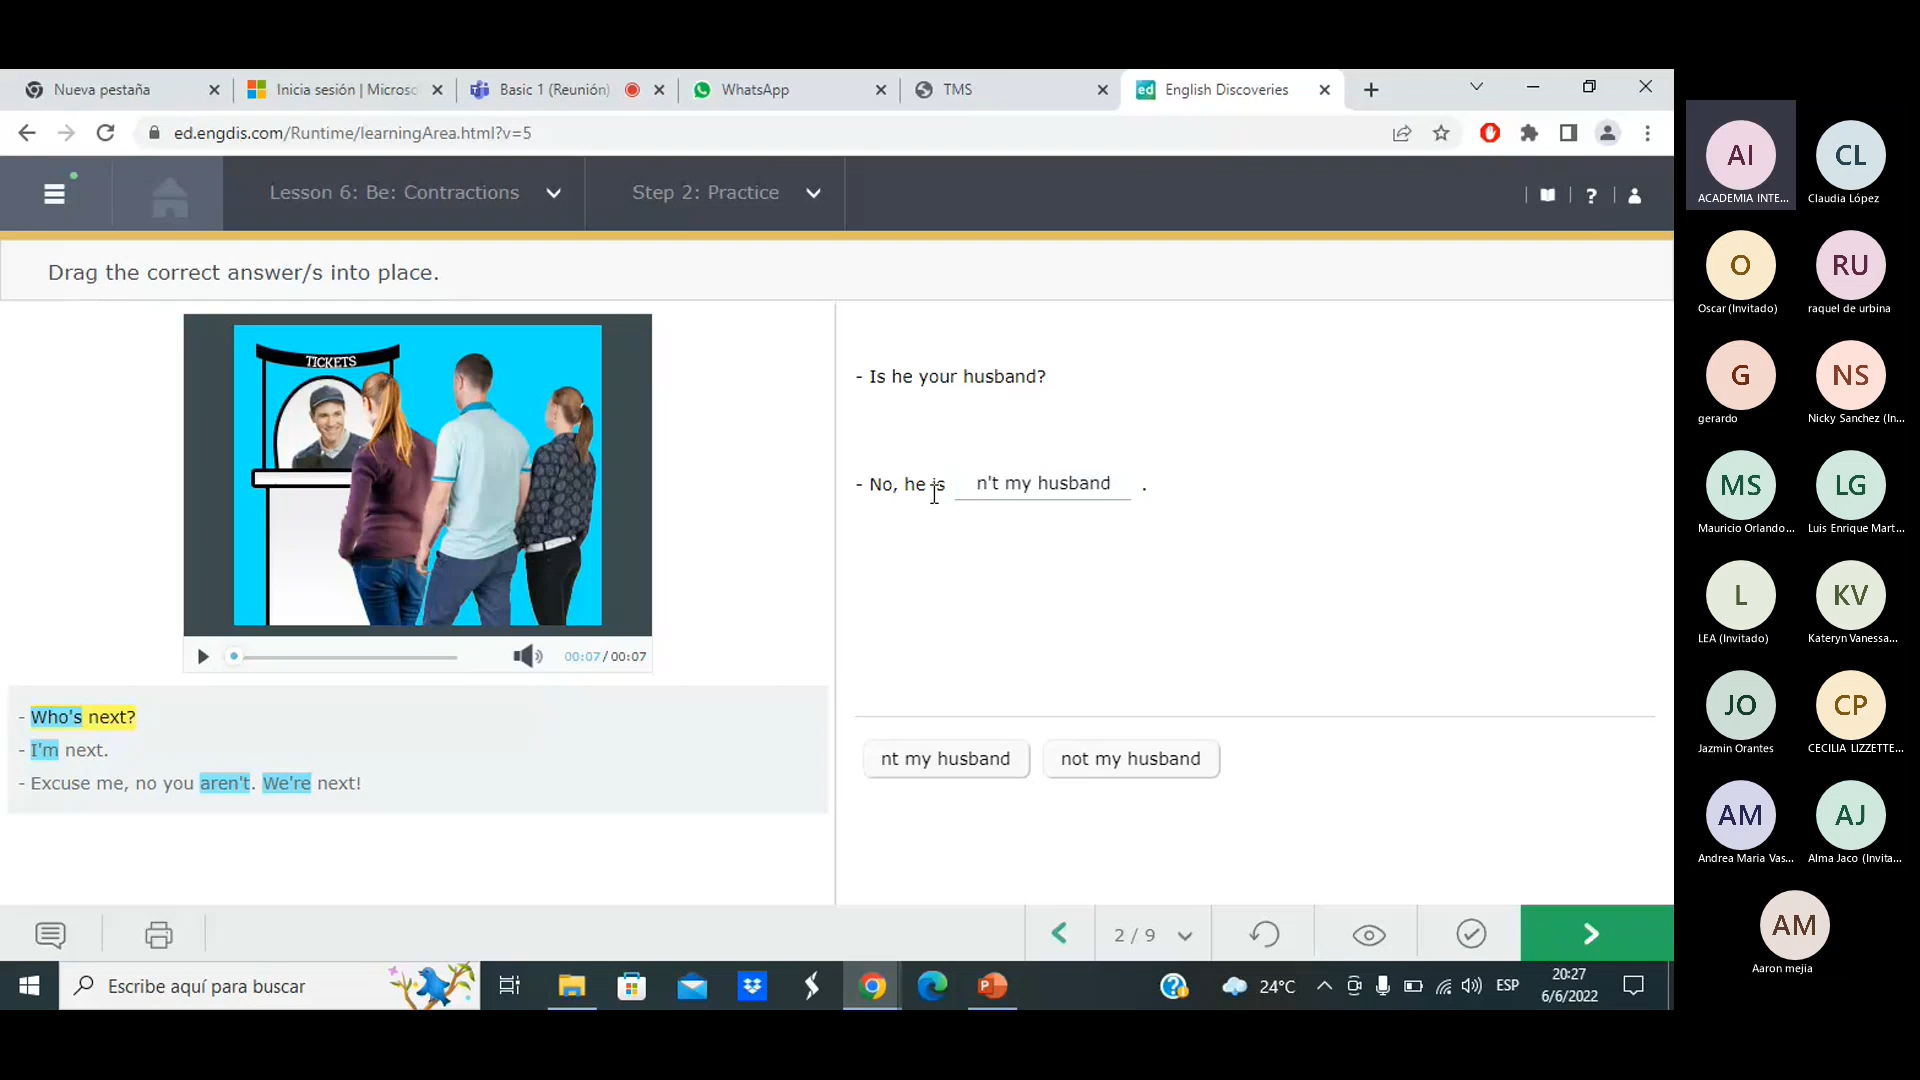 Nueva pestaña
Inicia sesión | Microso
Basic 1 (Reunión)
WhatsApp
TMS
ed English Discoveries
ed.engdis.com/Runtime/learningArea.html?v=5
Lesson 6: Be: Contractions
Step 2: Practice
Drag the correct answer/s into place.
TICKETS
00:07/00:07
- Who's next?
- I'm next.
- Excuse me, no you aren't. We're next!
- Is he your husband?
- No, he is n't my husband .
nt my husband
not my husband
2 / 9
Escribe aquí para buscar
24°C
ESP
20:27
6/6/2022
AI
ACADEMIA INTE...
CL
Claudia López
O
Oscar (Invitado)
RU
raquel de urbina
G
gerardo
NS
Nicky Sanchez (In...
MS
Mauricio Orlando...
LG
Luis Enrique Mart...
L
LEA (Invitado)
KV
Kateryn Vanessa...
JO
Jazmin Orantes
CP
CECILIA LIZZETTE...
AM
Andrea Maria Vas...
AJ
Alma Jaco (Invita...
AM
Aaron mejia